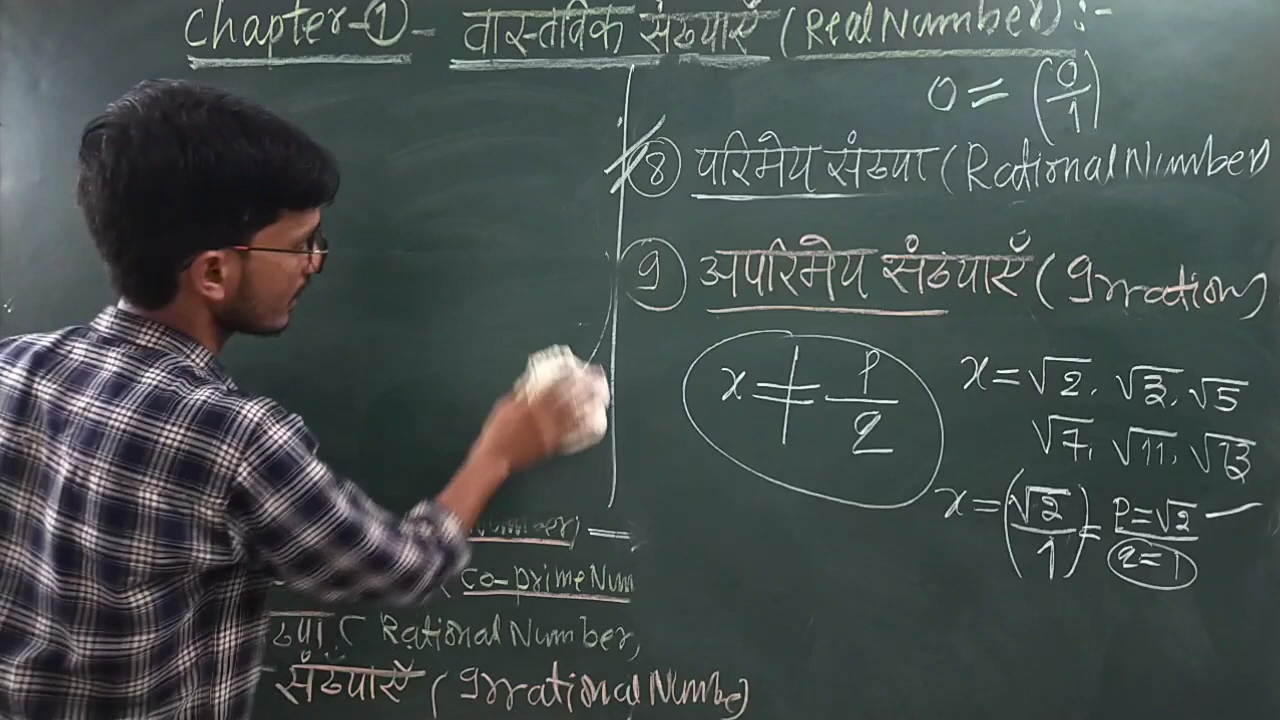 Chapter-① - वास्तविक संख्याएँ (Real Number) :-
0 = (0/1)
⑧ परिमेय संख्या (Rational Number)
⑨ अपरिमेय संख्याएँ (Irration)
x ≠ p/q
x = √2, √3, √5
√7, √11, √13
x = (√2/1) = p=√2 —
q=1
Number) =
(Co-prime Num
ख्या ( Rational Number,
संख्याएँ (Irrational Number)